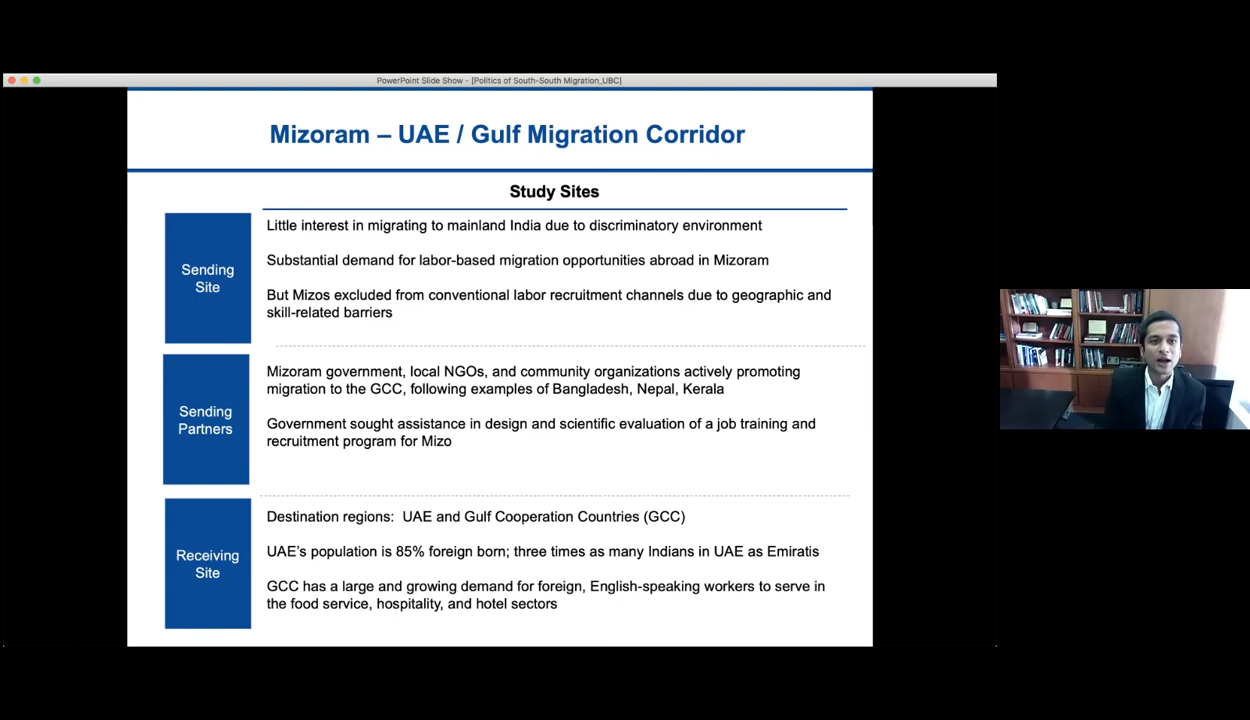 PowerPoint Slide Show - [Politics of South-South Migration_UBC]
Mizoram – UAE / Gulf Migration Corridor
Study Sites
Sending
Site
Little interest in migrating to mainland India due to discriminatory environment
Substantial demand for labor-based migration opportunities abroad in Mizoram
But Mizos excluded from conventional labor recruitment channels due to geographic and
skill-related barriers
Sending
Partners
Mizoram government, local NGOs, and community organizations actively promoting
migration to the GCC, following examples of Bangladesh, Nepal, Kerala
Government sought assistance in design and scientific evaluation of a job training and
recruitment program for Mizo
Receiving
Site
Destination regions:  UAE and Gulf Cooperation Countries (GCC)
UAE's population is 85% foreign born; three times as many Indians in UAE as Emiratis
GCC has a large and growing demand for foreign, English-speaking workers to serve in
the food service, hospitality, and hotel sectors